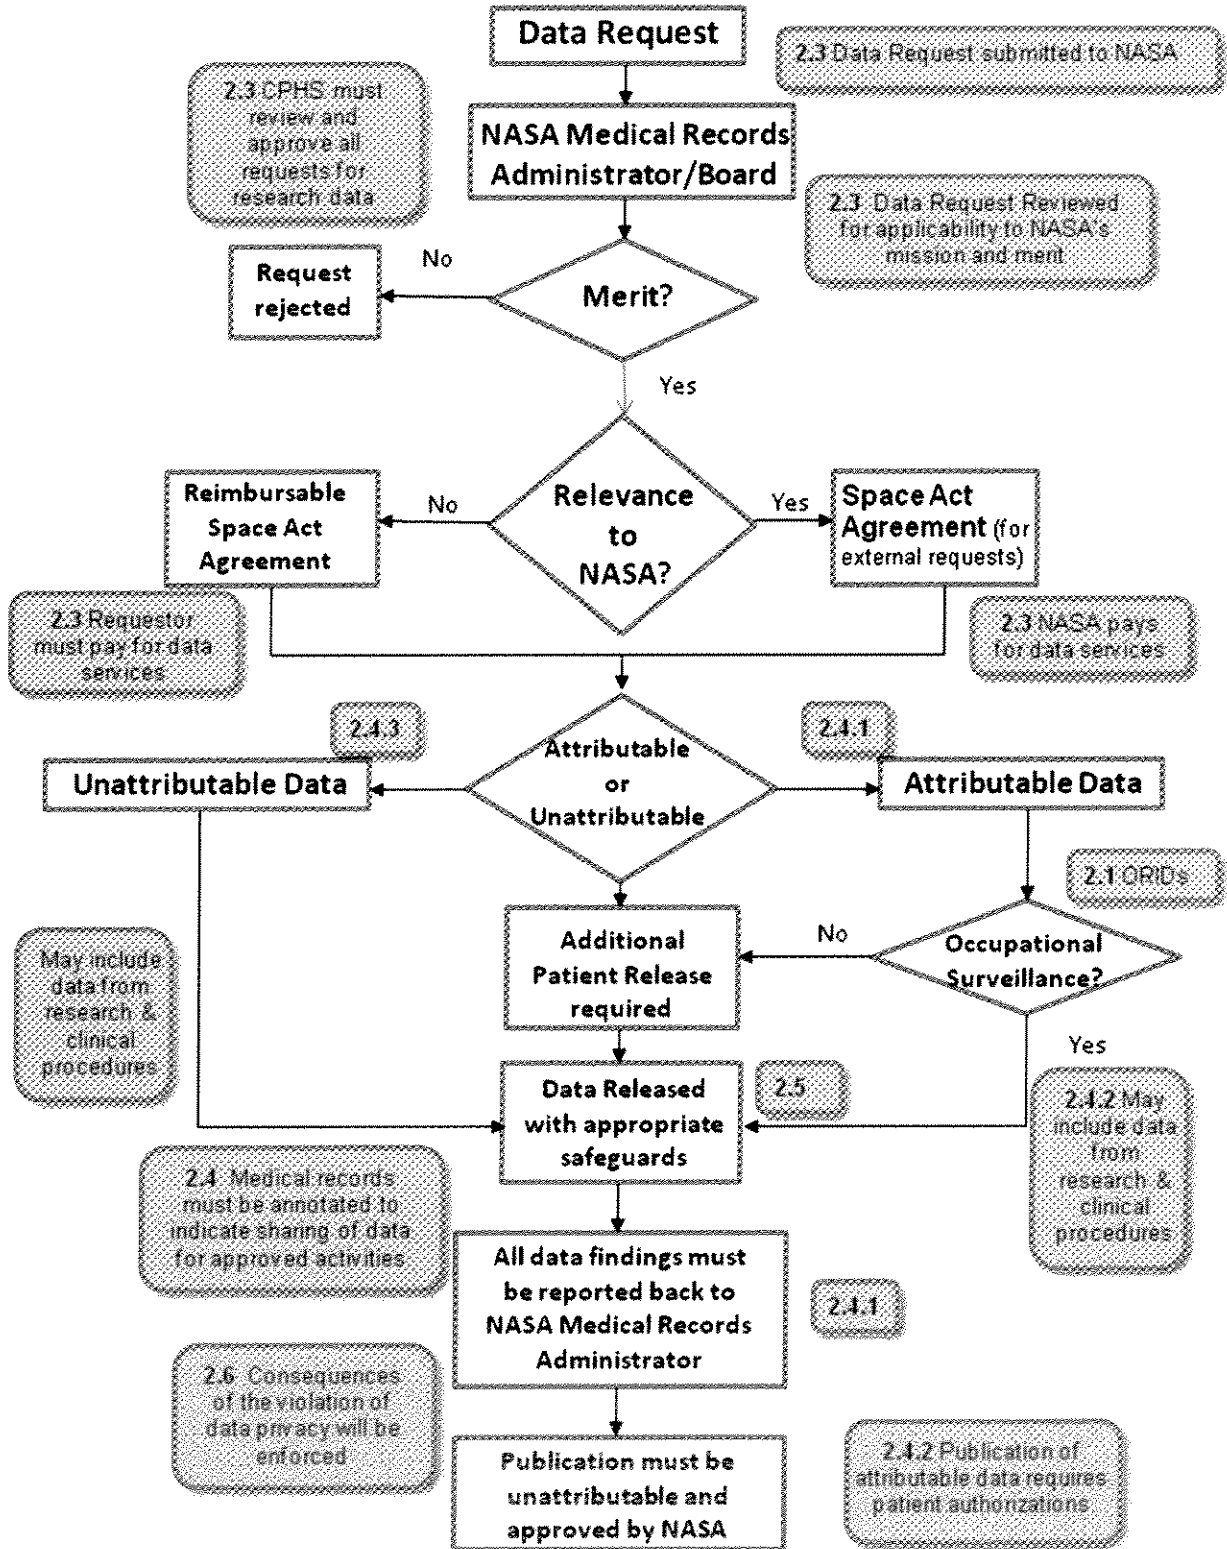 Data Request
2.3 Data Request submitted to NASA
2.3 CPHS must
review and
approve all
requests for
research data
NASA Medical Records
Administrator/Board
2.3 Data Request Reviewed
for applicability to NASA's
mission and merit
Request
rejected
No
Merit?
Yes
Reimbursable
Space Act
Agreement
No
Relevance
to
NASA?
Yes
Space Act
Agreement (for
external requests)
2.3 Requestor
must pay for data
services
2.3 NASA pays
for data services
2.4.3
2.4.1
Attributable
or
Unattributable
Unattributable Data
Attributable Data
2.1 ORIDs
May include
data from
research &
clinical
procedures
Additional
Patient Release
required
No
Occupational
Surveillance?
Yes
Data Released
with appropriate
safeguards
2.5
2.4.2 May
include data
from
research &
clinical
procedures
2.4 Medical records
must be annotated to
indicate sharing of data
for approved activities
All data findings must
be reported back to
NASA Medical Records
Administrator
2.4.1
2.6 Consequences
of the violation of
data privacy will be
enforced
Publication must be
unattributable and
approved by NASA
2.4.2 Publication of
attributable data requires
patient authorizations